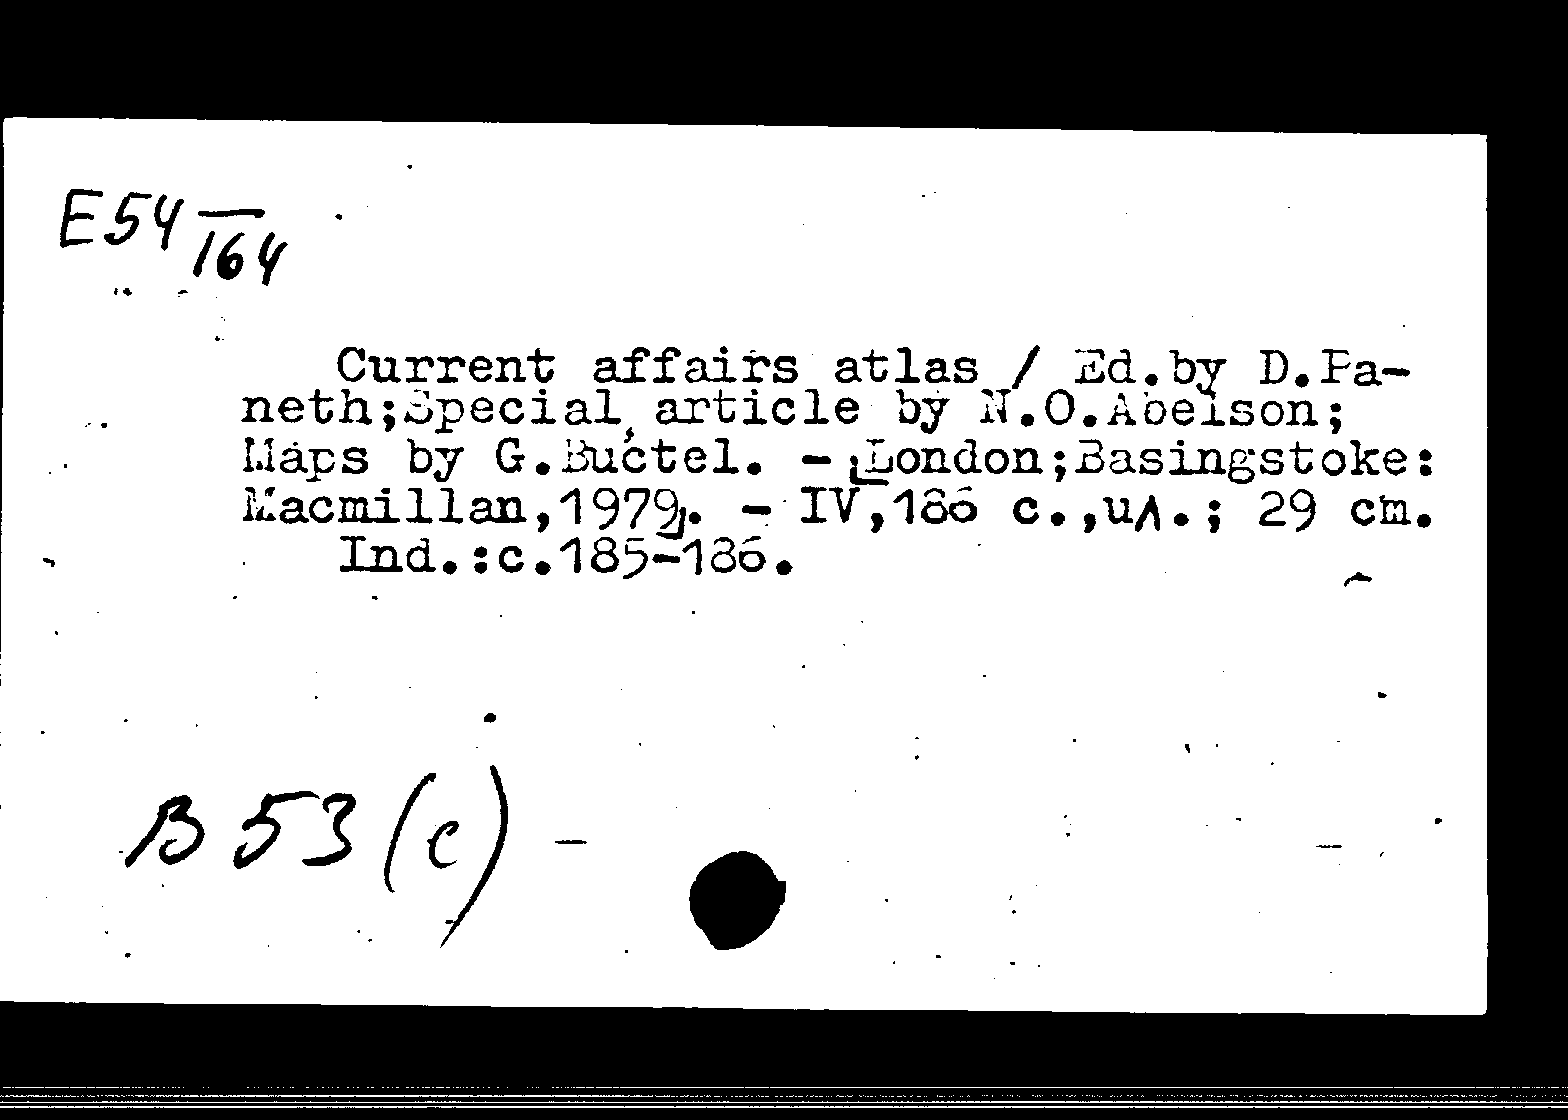 E54 —
164
Current affairs atlas / Ed.by D.Pa-
neth;Special article by N.O.Abelson;
Maps by G.Buctel. - [London;Basingstoke:
Macmillan,1979]. - IV,186 c.,ил.; 29 cm.
Ind.:c.185-186.
B 53 (c) -